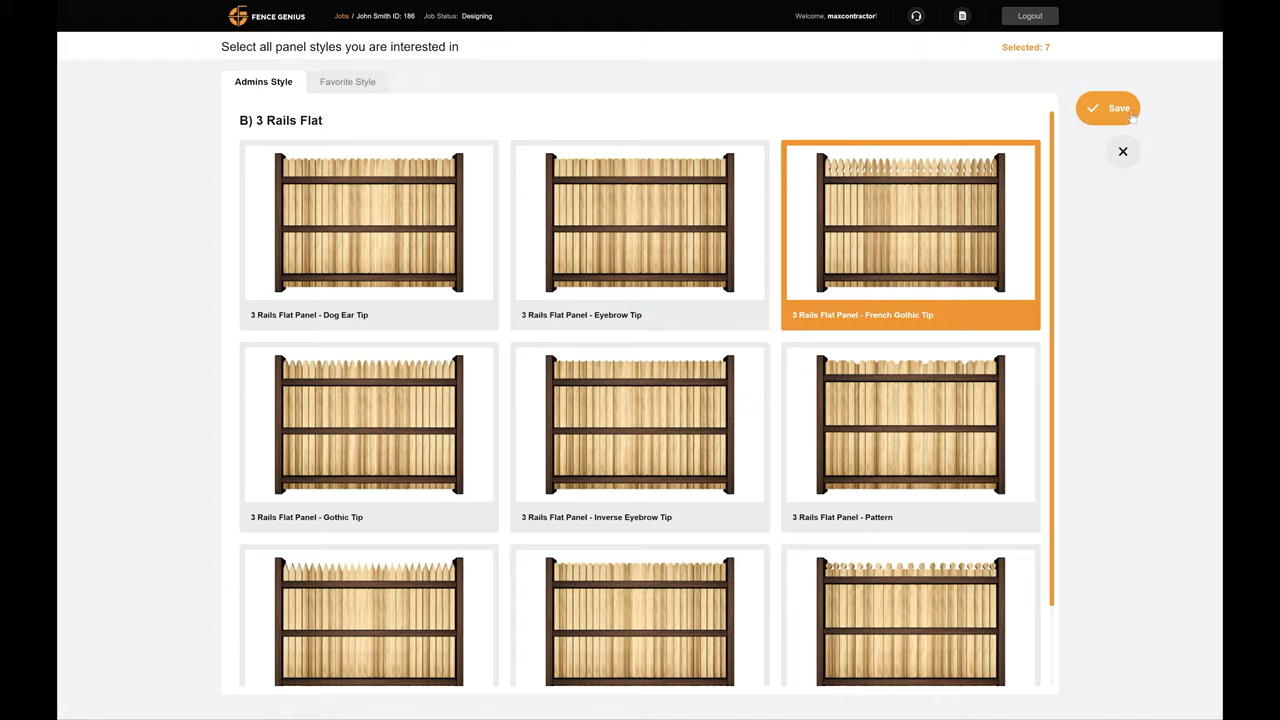 FENCE GENIUS
Jobs / John Smith ID: 186 Job Status: Designing
Welcome, maxcontractor!
Logout
Select all panel styles you are interested in
Selected: 7
Admins Style
Favorite Style
Save
B) 3 Rails Flat
3 Rails Flat Panel - Dog Ear Tip
3 Rails Flat Panel - Eyebrow Tip
3 Rails Flat Panel - French Gothic Tip
3 Rails Flat Panel - Gothic Tip
3 Rails Flat Panel - Inverse Eyebrow Tip
3 Rails Flat Panel - Pattern